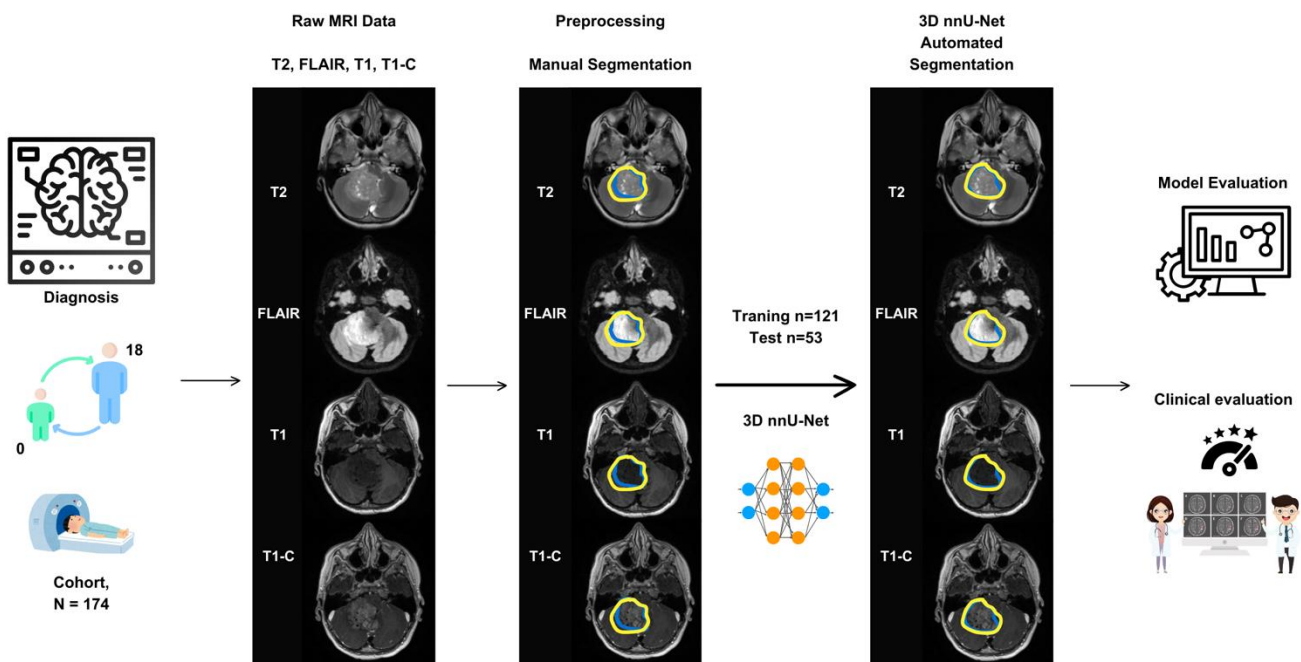 Raw MRI Data
T2, FLAIR, T1, T1-C
Preprocessing
Manual Segmentation
3D nnU-Net
Automated
Segmentation
Diagnosis
18
0
Cohort,
N = 174
T2
FLAIR
T1
T1-C
T2
FLAIR
T1
T1-C
Traning n=121
Test n=53
3D nnU-Net
T2
FLAIR
T1
T1-C
Model Evaluation
Clinical evaluation